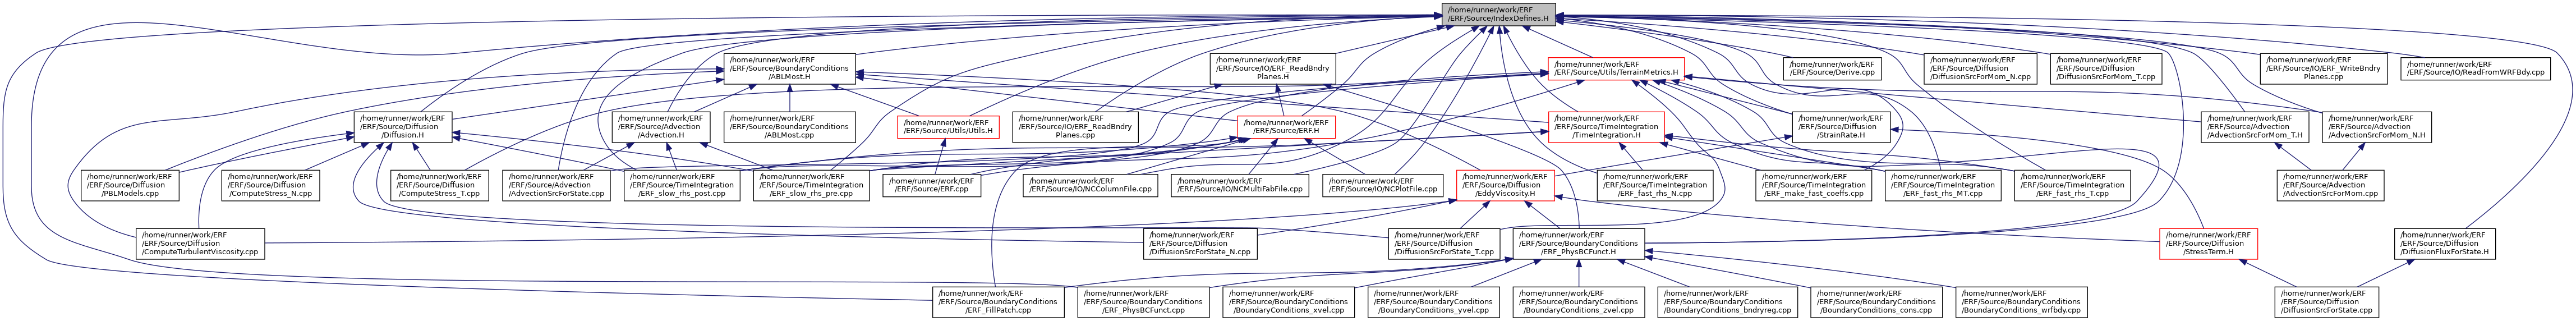 /home/runner/work/ERF
/ERF/Source/IndexDefines.H
/home/runner/work/ERF
/ERF/Source/BoundaryConditions
/ABLMost.H
/home/runner/work/ERF
/ERF/Source/IO/ERF_ReadBndry
Planes.H
/home/runner/work/ERF
/ERF/Source/Utils/TerrainMetrics.H
/home/runner/work/ERF
/ERF/Source/Derive.cpp
/home/runner/work/ERF
/ERF/Source/Diffusion
/DiffusionSrcForMom_N.cpp
/home/runner/work/ERF
/ERF/Source/Diffusion
/DiffusionSrcForMom_T.cpp
/home/runner/work/ERF
/ERF/Source/IO/ERF_WriteBndry
Planes.cpp
/home/runner/work/ERF
/ERF/Source/IO/ReadFromWRFBdy.cpp
/home/runner/work/ERF
/ERF/Source/Diffusion
/Diffusion.H
/home/runner/work/ERF
/ERF/Source/Advection
/Advection.H
/home/runner/work/ERF
/ERF/Source/BoundaryConditions
/ABLMost.cpp
/home/runner/work/ERF
/ERF/Source/Utils/Utils.H
/home/runner/work/ERF
/ERF/Source/IO/ERF_ReadBndry
Planes.cpp
/home/runner/work/ERF
/ERF/Source/ERF.H
/home/runner/work/ERF
/ERF/Source/TimeIntegration
/TimeIntegration.H
/home/runner/work/ERF
/ERF/Source/Diffusion
/StrainRate.H
/home/runner/work/ERF
/ERF/Source/Advection
/AdvectionSrcForMom_T.H
/home/runner/work/ERF
/ERF/Source/Advection
/AdvectionSrcForMom_N.H
/home/runner/work/ERF
/ERF/Source/Diffusion
/PBLModels.cpp
/home/runner/work/ERF
/ERF/Source/Diffusion
/ComputeStress_N.cpp
/home/runner/work/ERF
/ERF/Source/Diffusion
/ComputeStress_T.cpp
/home/runner/work/ERF
/ERF/Source/Advection
/AdvectionSrcForState.cpp
/home/runner/work/ERF
/ERF/Source/TimeIntegration
/ERF_slow_rhs_post.cpp
/home/runner/work/ERF
/ERF/Source/TimeIntegration
/ERF_slow_rhs_pre.cpp
/home/runner/work/ERF
/ERF/Source/ERF.cpp
/home/runner/work/ERF
/ERF/Source/IO/NCColumnFile.cpp
/home/runner/work/ERF
/ERF/Source/IO/NCMultiFabFile.cpp
/home/runner/work/ERF
/ERF/Source/IO/NCPlotFile.cpp
/home/runner/work/ERF
/ERF/Source/Diffusion
/EddyViscosity.H
/home/runner/work/ERF
/ERF/Source/TimeIntegration
/ERF_fast_rhs_N.cpp
/home/runner/work/ERF
/ERF/Source/TimeIntegration
/ERF_make_fast_coeffs.cpp
/home/runner/work/ERF
/ERF/Source/TimeIntegration
/ERF_fast_rhs_MT.cpp
/home/runner/work/ERF
/ERF/Source/TimeIntegration
/ERF_fast_rhs_T.cpp
/home/runner/work/ERF
/ERF/Source/Advection
/AdvectionSrcForMom.cpp
/home/runner/work/ERF
/ERF/Source/Diffusion
/ComputeTurbulentViscosity.cpp
/home/runner/work/ERF
/ERF/Source/Diffusion
/DiffusionSrcForState_N.cpp
/home/runner/work/ERF
/ERF/Source/Diffusion
/DiffusionSrcForState_T.cpp
/home/runner/work/ERF
/ERF/Source/BoundaryConditions
/ERF_PhysBCFunct.H
/home/runner/work/ERF
/ERF/Source/Diffusion
/StressTerm.H
/home/runner/work/ERF
/ERF/Source/Diffusion
/DiffusionFluxForState.H
/home/runner/work/ERF
/ERF/Source/BoundaryConditions
/ERF_FillPatch.cpp
/home/runner/work/ERF
/ERF/Source/BoundaryConditions
/ERF_PhysBCFunct.cpp
/home/runner/work/ERF
/ERF/Source/BoundaryConditions
/BoundaryConditions_xvel.cpp
/home/runner/work/ERF
/ERF/Source/BoundaryConditions
/BoundaryConditions_yvel.cpp
/home/runner/work/ERF
/ERF/Source/BoundaryConditions
/BoundaryConditions_zvel.cpp
/home/runner/work/ERF
/ERF/Source/BoundaryConditions
/BoundaryConditions_bndryreg.cpp
/home/runner/work/ERF
/ERF/Source/BoundaryConditions
/BoundaryConditions_cons.cpp
/home/runner/work/ERF
/ERF/Source/BoundaryConditions
/BoundaryConditions_wrfbdy.cpp
/home/runner/work/ERF
/ERF/Source/Diffusion
/DiffusionSrcForState.cpp